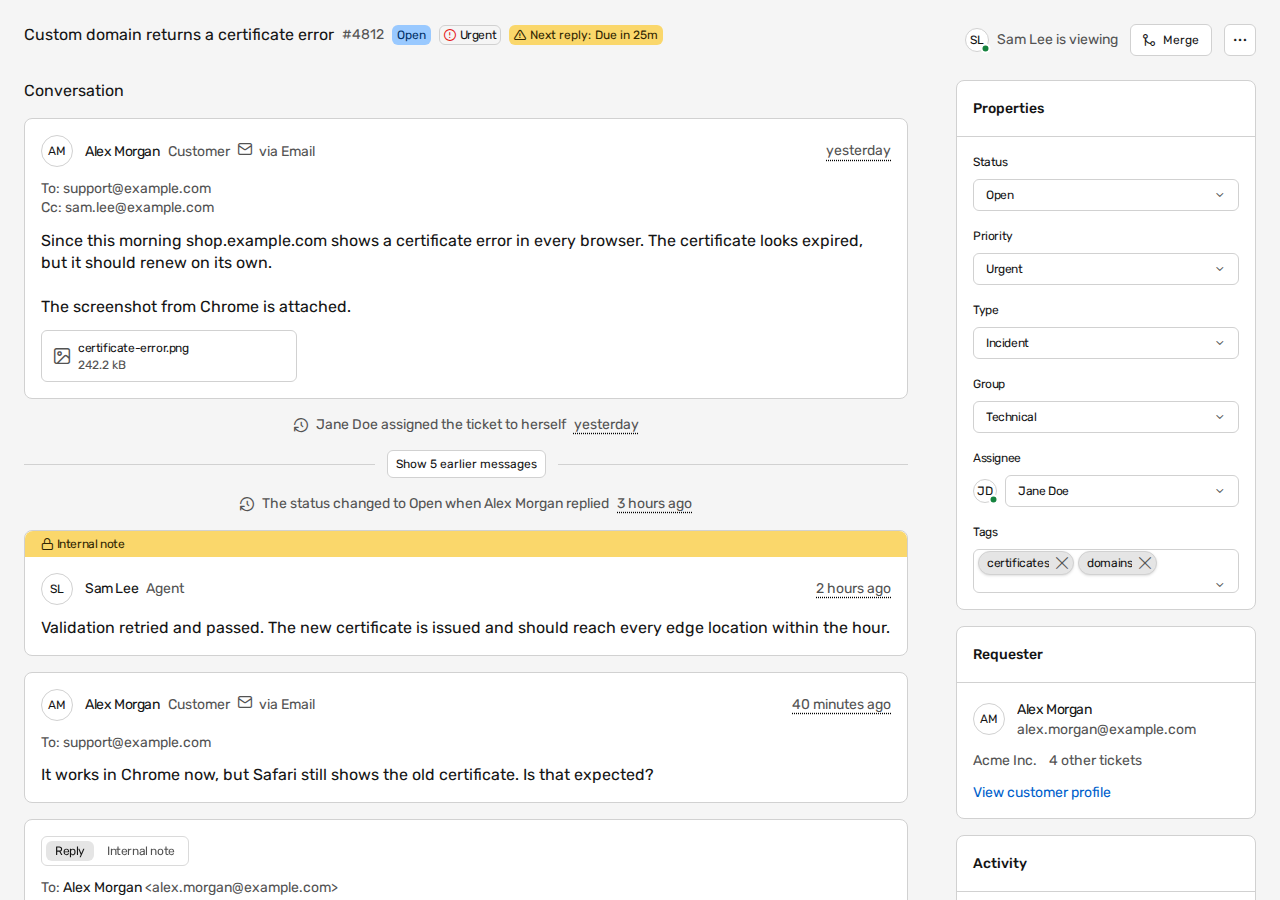 Custom domain returns a certificate error #4812 Open Urgent Next reply: Due in 25m
SL Sam Lee is viewing Merge
Conversation
AM Alex Morgan Customer via Email yesterday
To: support@example.com
Cc: sam.lee@example.com
Since this morning shop.example.com shows a certificate error in every browser. The certificate looks expired,
but it should renew on its own.
The screenshot from Chrome is attached.
certificate-error.png
242.2 kB
Jane Doe assigned the ticket to herself yesterday
Show 5 earlier messages
The status changed to Open when Alex Morgan replied 3 hours ago
Internal note
SL Sam Lee Agent 2 hours ago
Validation retried and passed. The new certificate is issued and should reach every edge location within the hour.
AM Alex Morgan Customer via Email 40 minutes ago
To: support@example.com
It works in Chrome now, but Safari still shows the old certificate. Is that expected?
Reply Internal note
To: Alex Morgan <alex.morgan@example.com>
Properties
Status
Open
Priority
Urgent
Type
Incident
Group
Technical
Assignee
JD Jane Doe
Tags
certificates domains
Requester
AM Alex Morgan
alex.morgan@example.com
Acme Inc. 4 other tickets
View customer profile
Activity